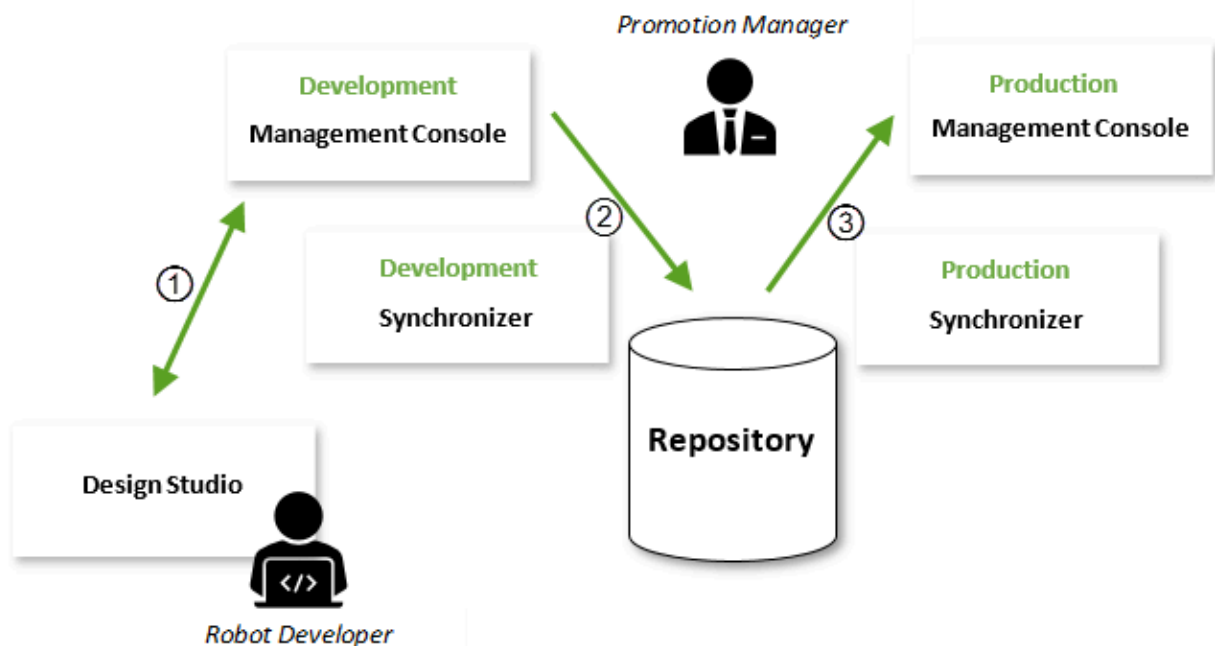 Promotion Manager
Development
Management Console
Production
Management Console
2
3
1
Development
Synchronizer
Production
Synchronizer
Repository
Design Studio
</>
Robot Developer